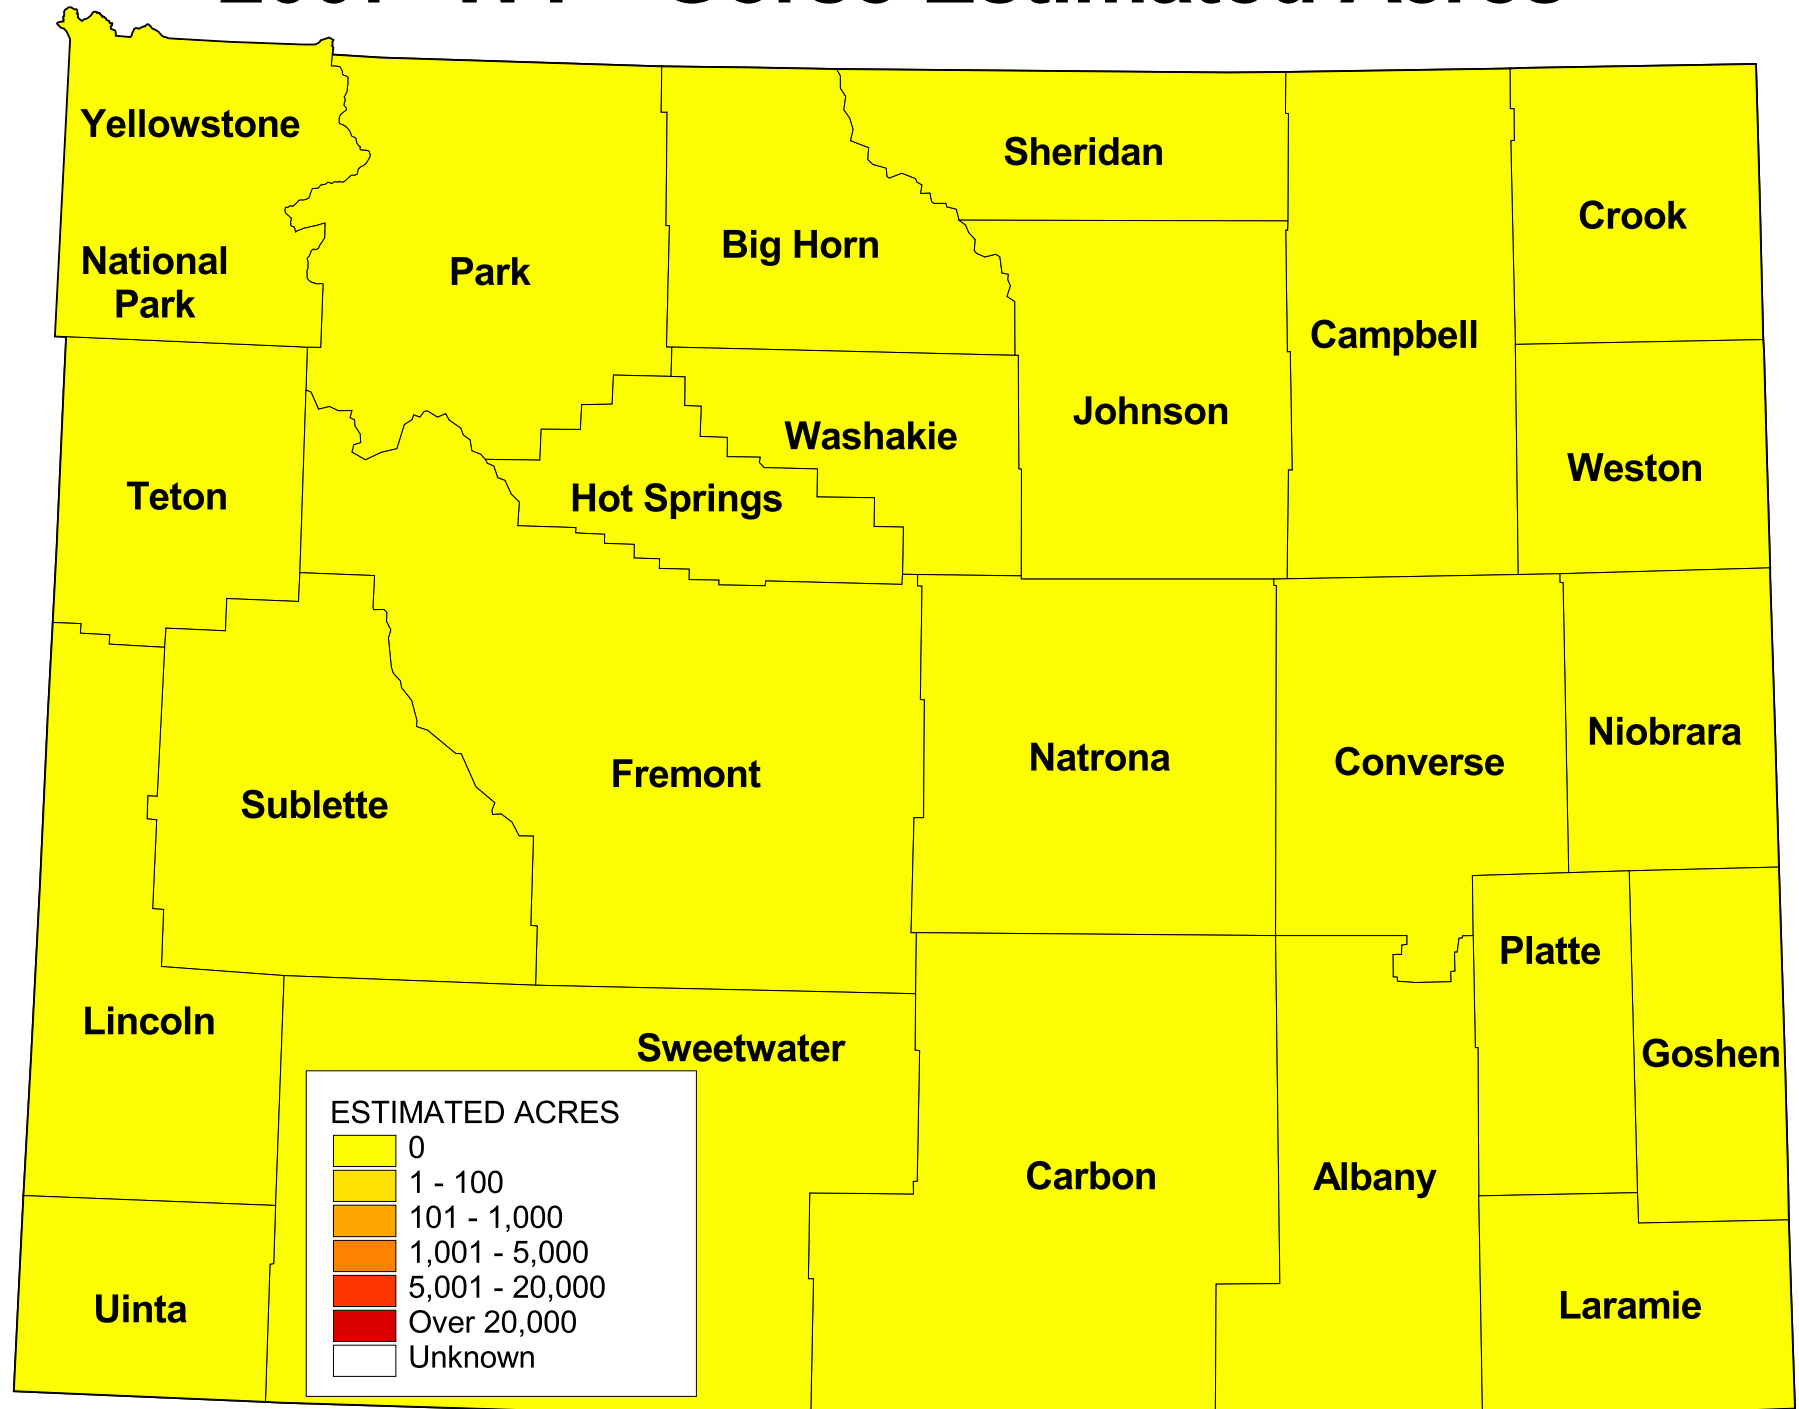 Estimated Acres
Yellowstone
National
Park
Park
Big Horn
Sheridan
Crook
Campbell
Johnson
Washakie
Hot Springs
Teton
Weston
Sublette
Fremont
Natrona
Converse
Niobrara
Platte
Lincoln
Sweetwater
Goshen
Carbon
Albany
Uinta
Laramie
ESTIMATED ACRES
0
1 - 100
101 - 1,000
1,001 - 5,000
5,001 - 20,000
Over 20,000
Unknown